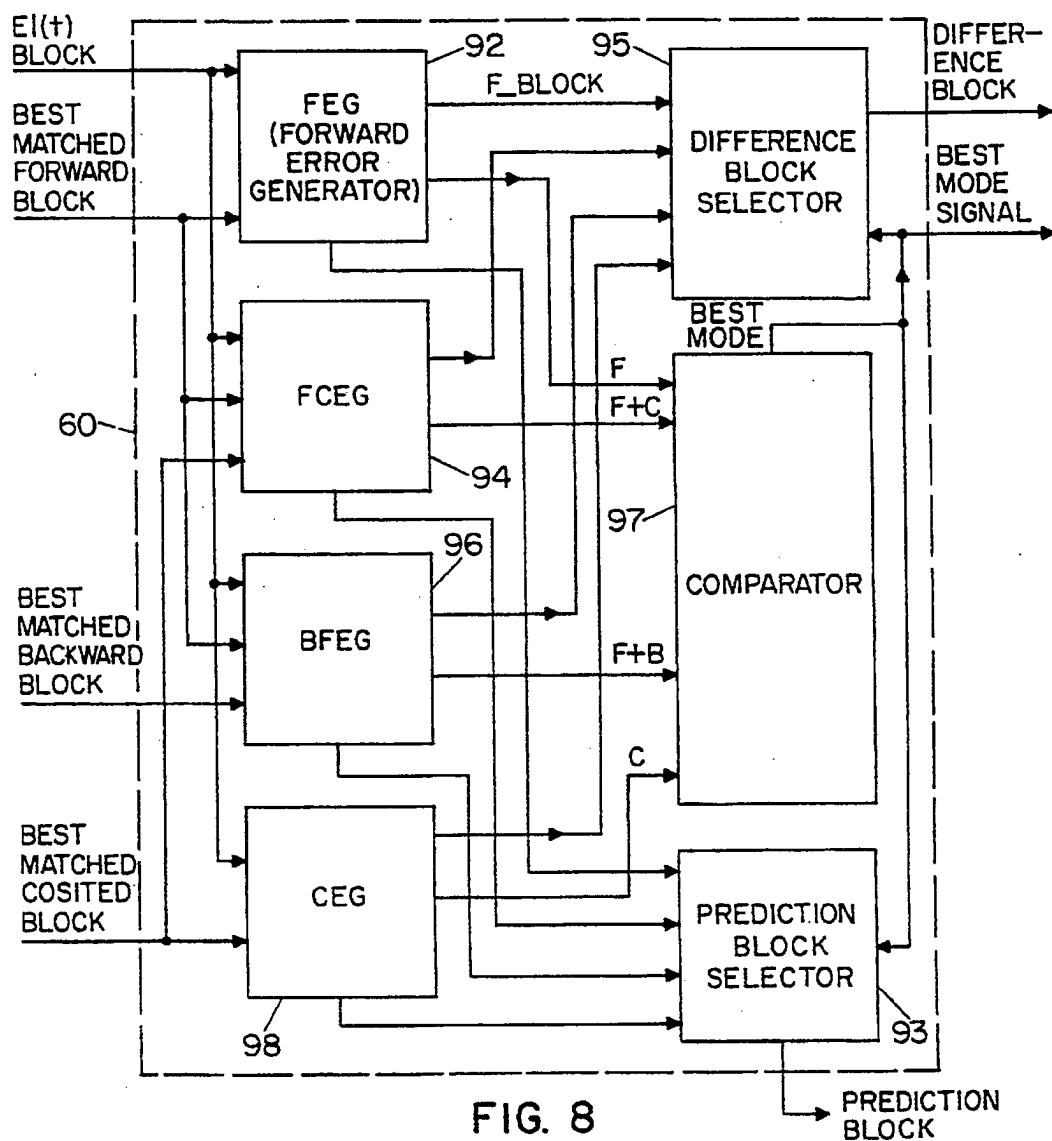 EI(t)
BLOCK
BEST
MATCHED
FORWARD
BLOCK
92
FEG
(FORWARD
ERROR
GENERATOR)
F_BLOCK
95
DIFFERENCE
BLOCK
SELECTOR
DIFFER-
ENCE
BLOCK
BEST
MODE
SIGNAL
BEST
MODE
60
FCEG
94
F
F+C
97
COMPARATOR
96
BEST
MATCHED
BACKWARD
BLOCK
BFEG
F+B
C
BEST
MATCHED
COSITED
BLOCK
CEG
98
PREDICTION
BLOCK
SELECTOR
93
FIG. 8
PREDICTION
BLOCK